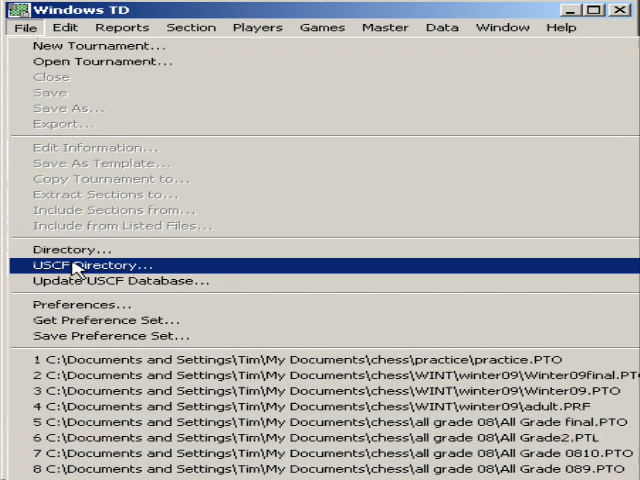 Windows TD
File Edit Reports Section Players Games Master Data Window Help
New Tournament...
Open Tournament...
Close
Save
Save As...
Export...
Edit Information...
Save As Template...
Copy Tournament to...
Extract Sections to...
Include Sections from...
Include from Listed Files...
Directory...
USCF Directory...
Update USCF Database...
Preferences...
Get Preference Set...
Save Preference Set...
1 C:\Documents and Settings\Tim\My Documents\chess\practice\practice.PTO
2 C:\Documents and Settings\Tim\My Documents\chess\WINT\winter09\Winter09final.PT
3 C:\Documents and Settings\Tim\My Documents\chess\WINT\winter09\Winter09.PTO
4 C:\Documents and Settings\Tim\My Documents\chess\WINT\winter09\adult.PRF
5 C:\Documents and Settings\Tim\My Documents\chess\all grade 08\All Grade final.PTO
6 C:\Documents and Settings\Tim\My Documents\chess\all grade 08\All Grade2.PTL
7 C:\Documents and Settings\Tim\My Documents\chess\all grade 08\All Grade 0810.PTO
8 C:\Documents and Settings\Tim\My Documents\chess\all grade 08\All Grade 089.PTO